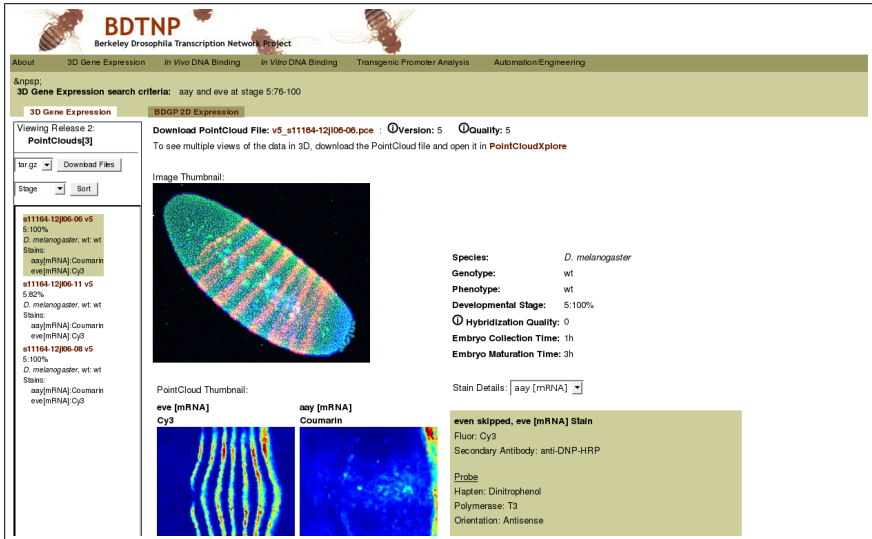 BDTNP
Berkeley Drosophila Transcription Network Project
About 3D Gene Expression In Vivo DNA Binding In Vitro DNA Binding Transgenic Promoter Analysis Automation/Engineering
&npsp;
3D Gene Expression search criteria: aay and eve at stage 5:76-100
3D Gene Expression BDGP 2D Expression
Viewing Release 2:
PointClouds[3]
tar.gz Download Files
Stage Sort
s11164-12jl06-06 v5
5:100%
D. melanogaster, wt: wt
Stains:
aay[mRNA]:Coumarin
eve[mRNA]:Cy3
s11164-12jl06-11 v5
5:82%
D. melanogaster, wt: wt
Stains:
aay[mRNA]:Coumarin
eve[mRNA]:Cy3
s11164-12jl06-08 v5
5:100%
D. melanogaster, wt: wt
Stains:
aay[mRNA]:Coumarin
eve[mRNA]:Cy3
Download PointCloud File: v5_s11164-12jl06-06.pce : Version: 5 Quality: 5
To see multiple views of the data in 3D, download the PointCloud file and open it in PointCloudXplore
Image Thumbnail:
Species: D. melanogaster
Genotype: wt
Phenotype: wt
Developmental Stage: 5:100%
Hybridization Quality: 0
Embryo Collection Time: 1h
Embryo Maturation Time: 3h
PointCloud Thumbnail:
eve [mRNA]
Cy3
aay [mRNA]
Coumarin
Stain Details: aay [mRNA]
even skipped, eve [mRNA] Stain
Fluor: Cy3
Secondary Antibody: anti-DNP-HRP
Probe
Hapten: Dinitrophenol
Polymerase: T3
Orientation: Antisense